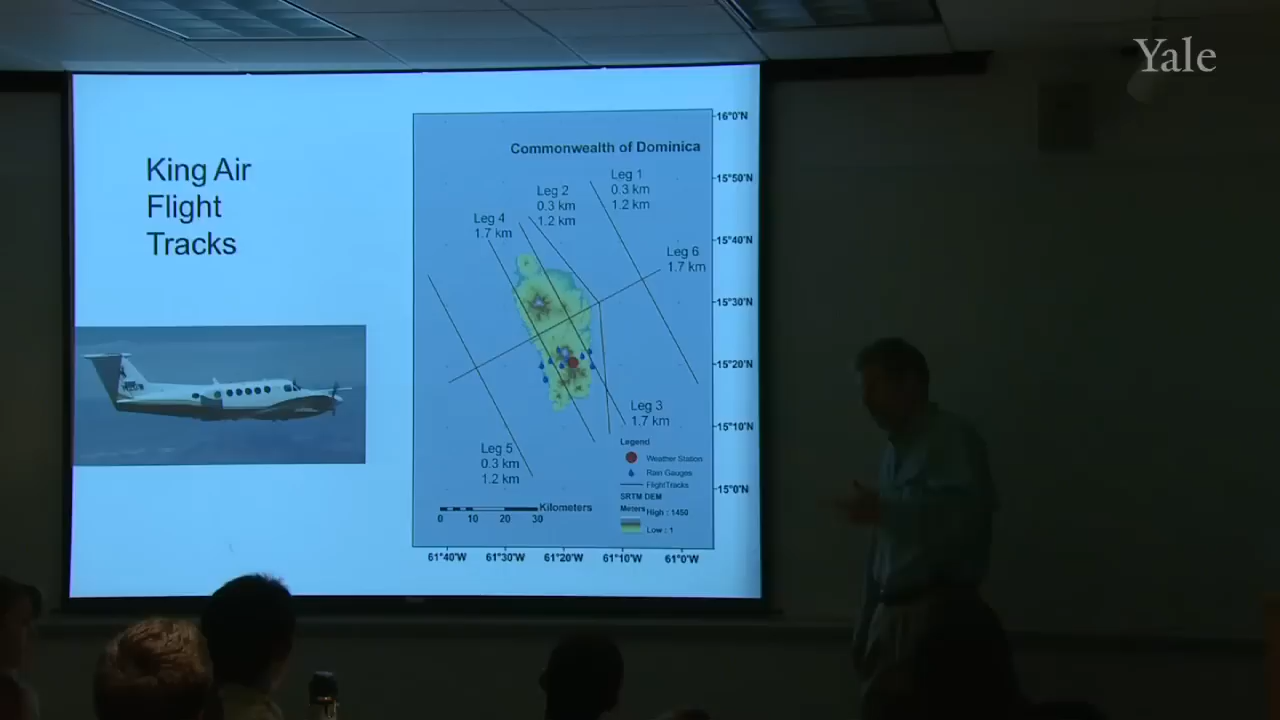 Yale
King Air
Flight
Tracks
Commonwealth of Dominica
Leg 1
0.3 km
1.2 km
Leg 2
0.3 km
1.2 km
Leg 4
1.7 km
Leg 6
1.7 km
Leg 3
1.7 km
Leg 5
0.3 km
1.2 km
Legend
Weather Station
Rain Gauges
FlightTracks
SRTM DEM
Meters
High : 1450
Low : 1
Kilometers
0 10 20 30
16°0'N
15°50'N
15°40'N
15°30'N
15°20'N
15°10'N
15°0'N
61°40'W 61°30'W 61°20'W 61°10'W 61°0'W